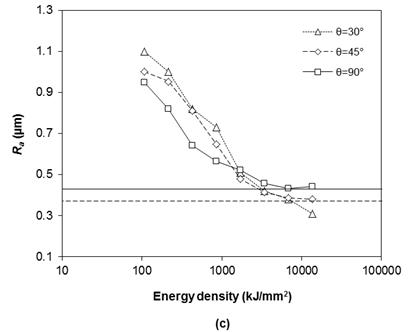 1.3
1.1
0.9
0.7
0.5
0.3
0.1
Ra (µm)
θ=30°
θ=45°
θ=90°
10 100 1000 10000 100000
Energy density (kJ/mm²)
(c)